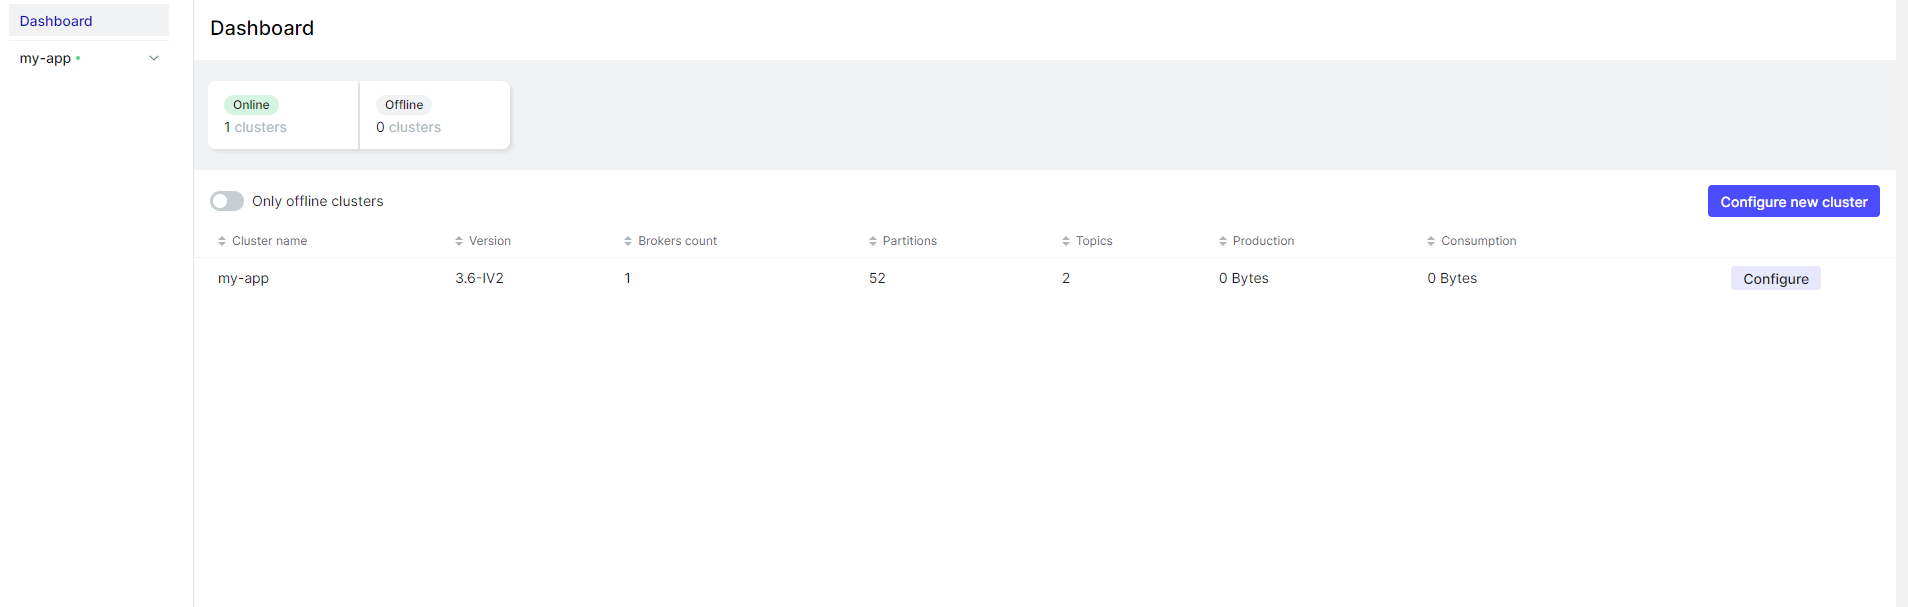 Dashboard
my-app
Dashboard
Online
1 clusters
Offline
0 clusters
Only offline clusters
Configure new cluster
Cluster name Version Brokers count Partitions Topics Production Consumption
my-app 3.6-IV2 1 52 2 0 Bytes 0 Bytes Configure